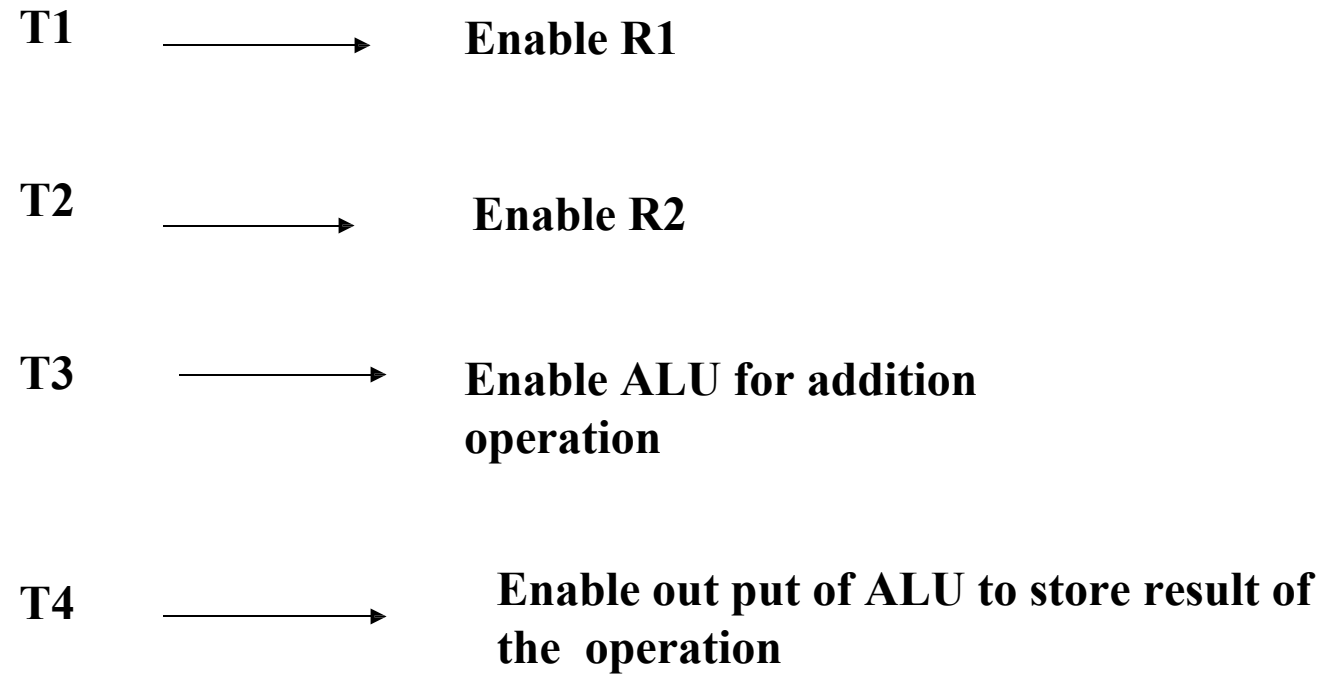 T1 Enable R1
T2 Enable R2
T3 Enable ALU for addition
operation
T4 Enable out put of ALU to store result of
the operation